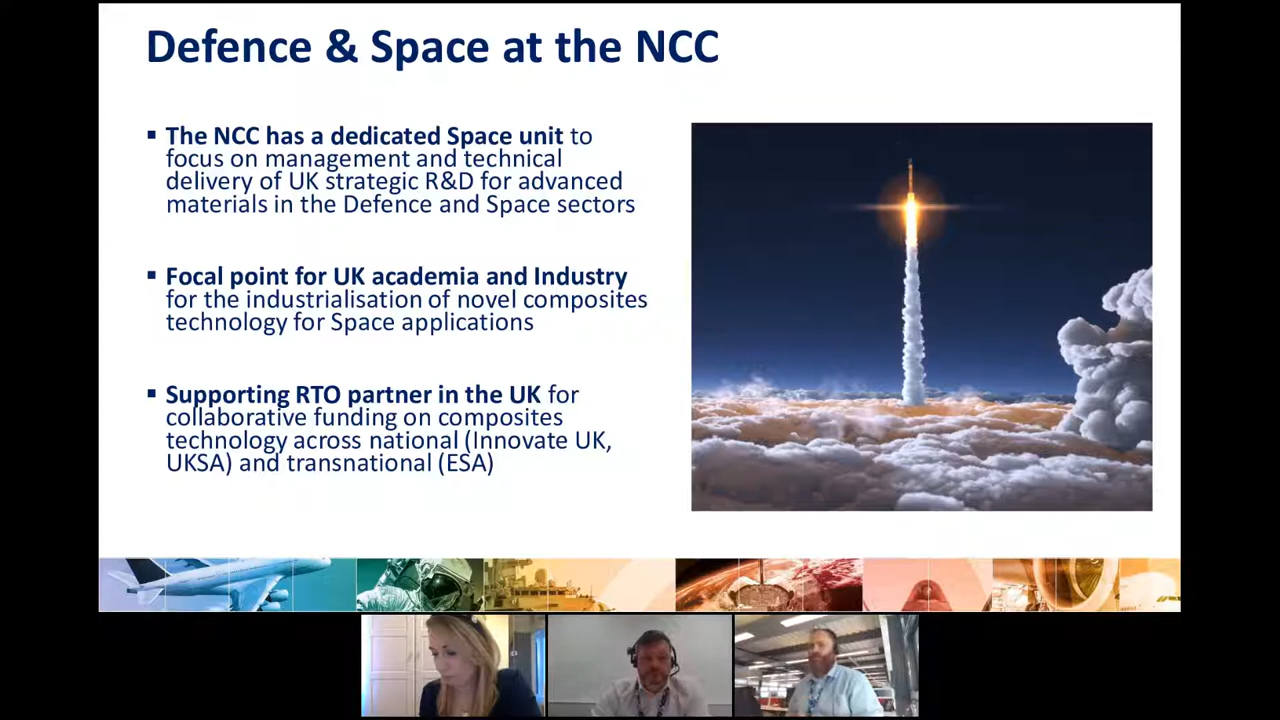 Defence & Space at the NCC
▪ The NCC has a dedicated Space unit to
focus on management and technical
delivery of UK strategic R&D for advanced
materials in the Defence and Space sectors
▪ Focal point for UK academia and Industry
for the industrialisation of novel composites
technology for Space applications
▪ Supporting RTO partner in the UK for
collaborative funding on composites
technology across national (Innovate UK,
UKSA) and transnational (ESA)